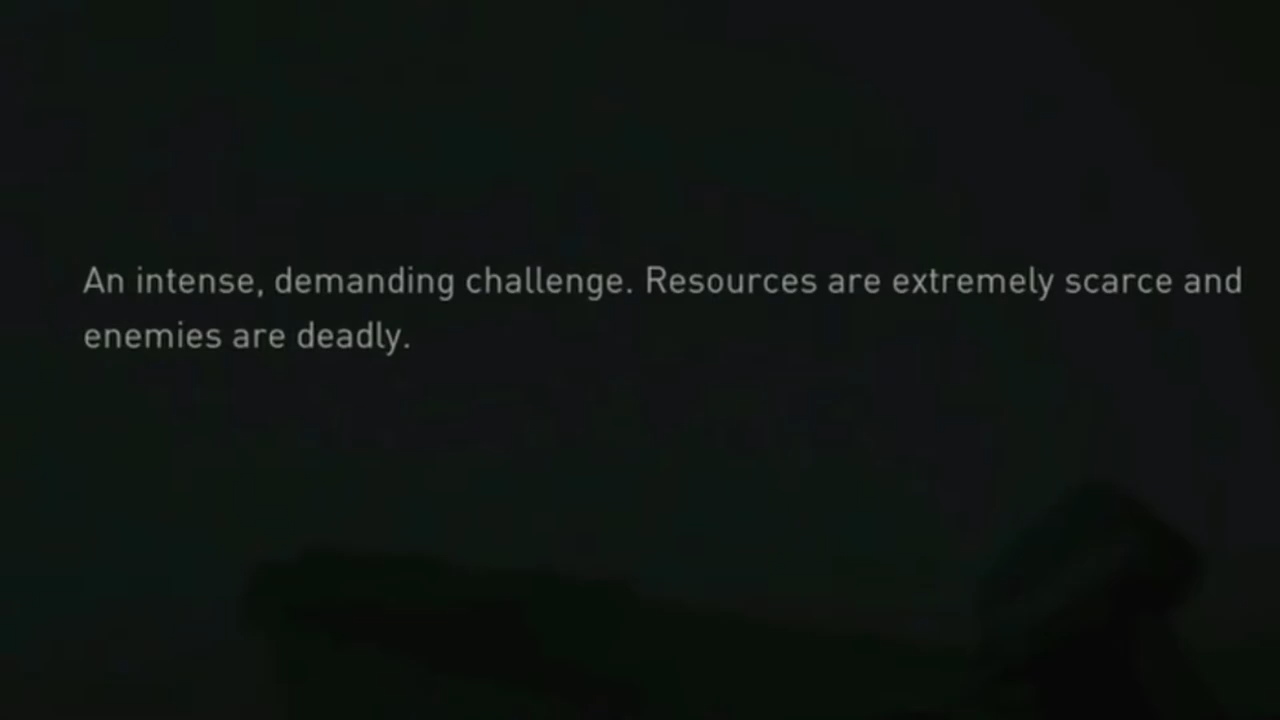 An intense, demanding challenge. Resources are extremely scarce and
enemies are deadly.